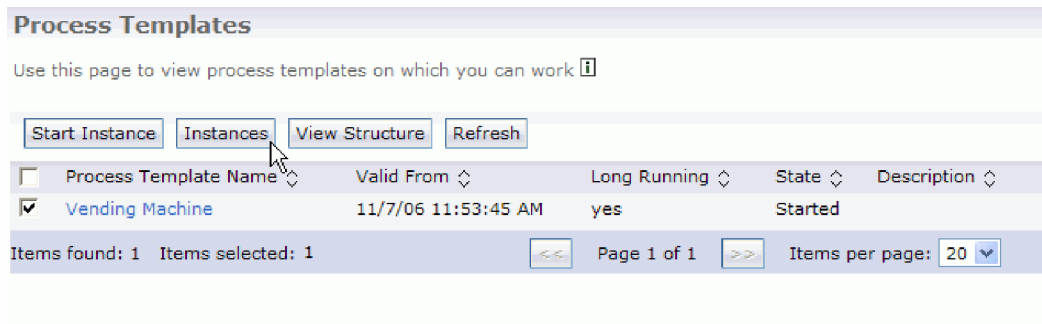 Process Templates
Use this page to view process templates on which you can work i
Start Instance Instances View Structure Refresh
Process Template Name Valid From Long Running State Description
Vending Machine 11/7/06 11:53:45 AM yes Started
Items found: 1 Items selected: 1 << Page 1 of 1 >> Items per page: 20